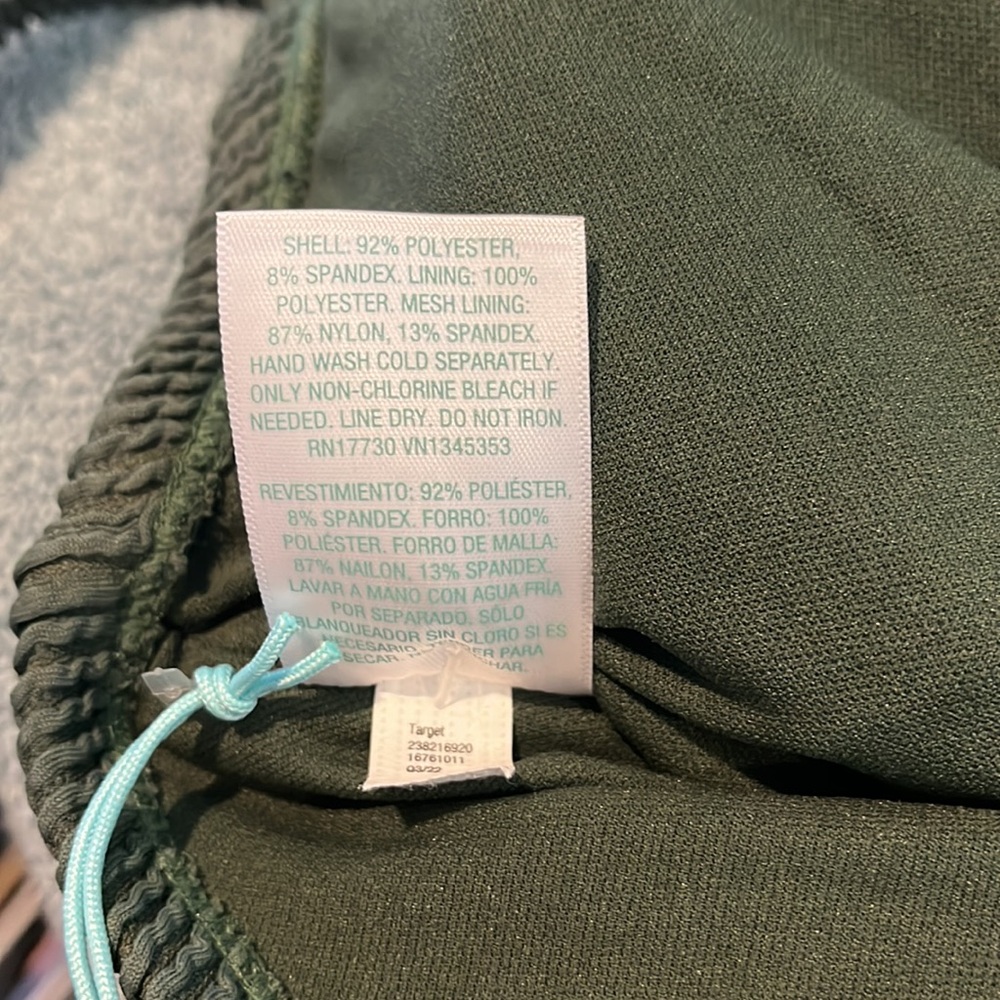 SHELL: 92% POLYESTER,
8% SPANDEX. LINING: 100%
POLYESTER. MESH LINING:
87% NYLON, 13% SPANDEX.
HAND WASH COLD SEPARATELY.
ONLY NON-CHLORINE BLEACH IF
NEEDED. LINE DRY. DO NOT IRON.
RN17730 VN1345353
REVESTIMIENTO: 92% POLIÉSTER,
8% SPANDEX. FORRO: 100%
POLIÉSTER. FORRO DE MALLA:
87% NAILON, 13% SPANDEX.
LAVAR A MANO CON AGUA FRÍA
POR SEPARADO. SÓLO
BLANQUEADOR SIN CLORO SI ES
NECESARIO. PARA
SECAR.
Target
238216920
16761011
03/22